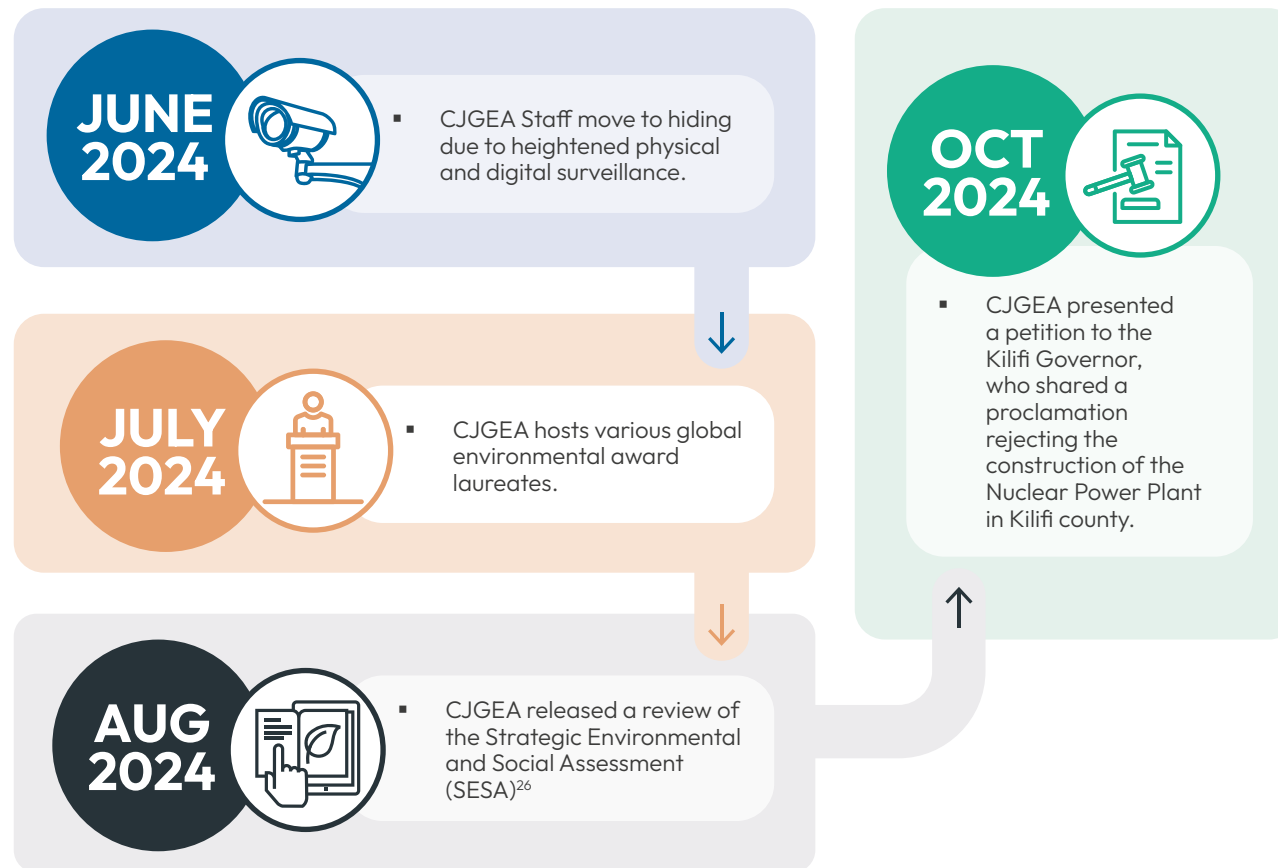 JUNE
2024
▪ CJGEA Staff move to hiding
due to heightened physical
and digital surveillance.
JULY
2024
▪ CJGEA hosts various global
environmental award
laureates.
AUG
2024
▪ CJGEA released a review of
the Strategic Environmental
and Social Assessment
(SESA)²⁶
OCT
2024
▪ CJGEA presented
a petition to the
Kilifi Governor,
who shared a
proclamation
rejecting the
construction of the
Nuclear Power Plant
in Kilifi county.